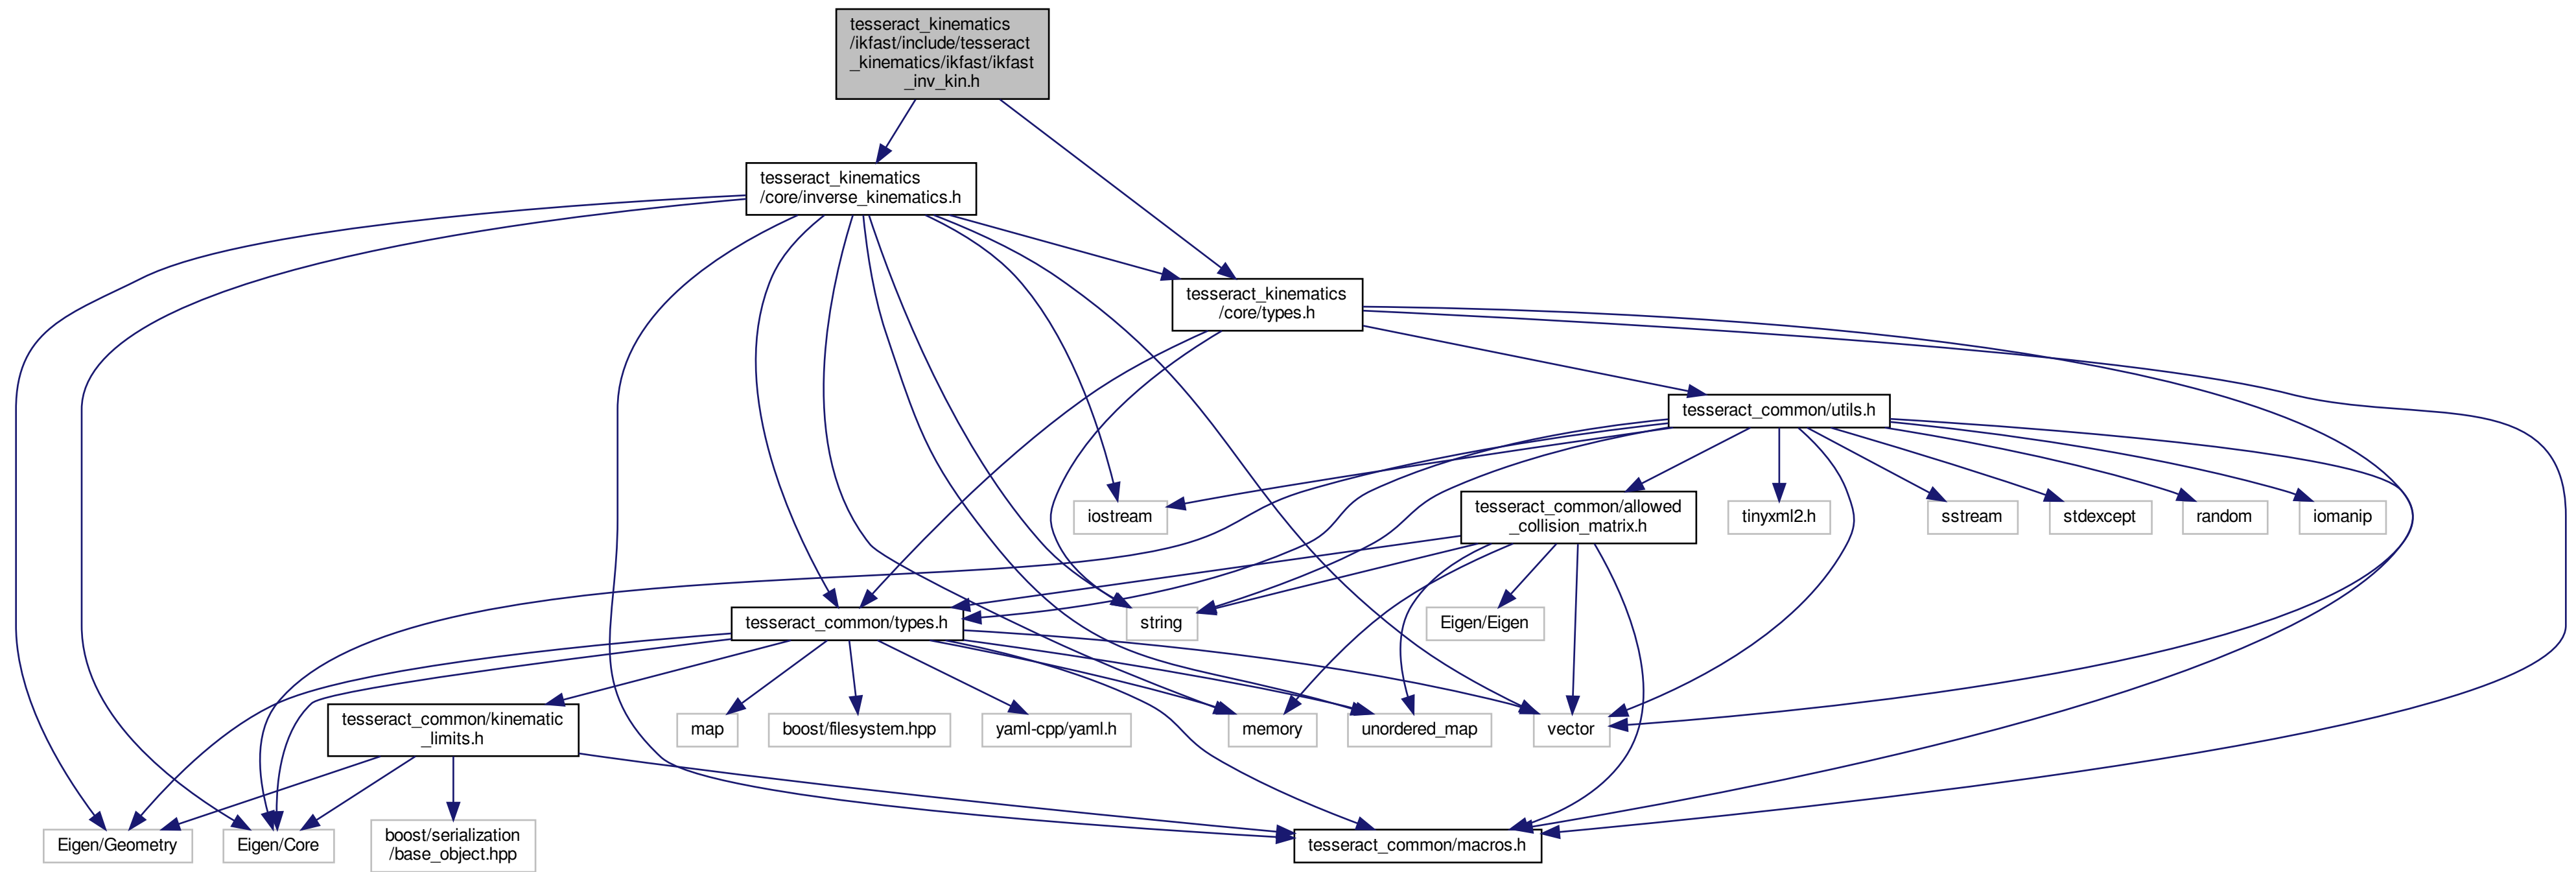 tesseract_kinematics
/ikfast/include/tesseract
_kinematics/ikfast/ikfast
_inv_kin.h
tesseract_kinematics
/core/inverse_kinematics.h
tesseract_kinematics
/core/types.h
tesseract_common/utils.h
iostream
tesseract_common/allowed
_collision_matrix.h
tinyxml2.h
sstream
stdexcept
random
iomanip
tesseract_common/types.h
string
Eigen/Eigen
tesseract_common/kinematic
_limits.h
map
boost/filesystem.hpp
yaml-cpp/yaml.h
memory
unordered_map
vector
Eigen/Geometry
Eigen/Core
boost/serialization
/base_object.hpp
tesseract_common/macros.h